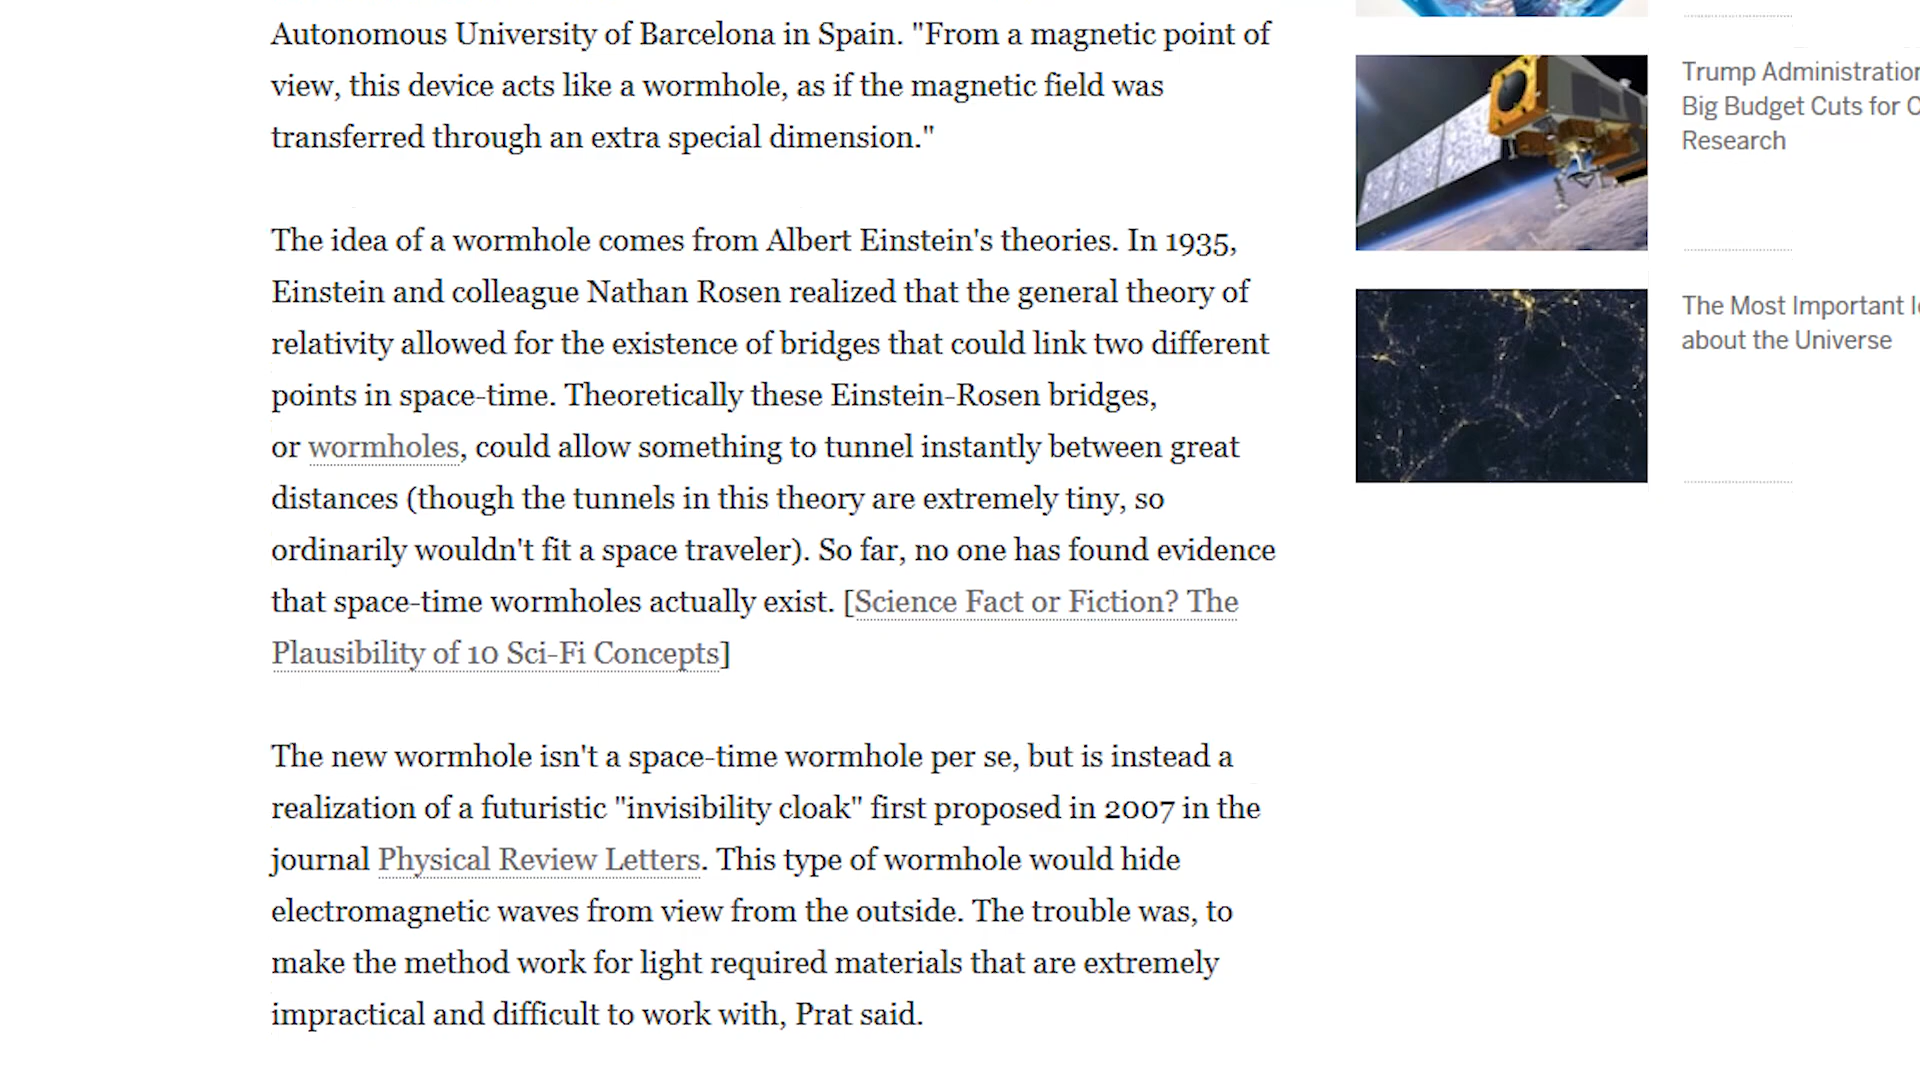 Autonomous University of Barcelona in Spain. "From a magnetic point of
view, this device acts like a wormhole, as if the magnetic field was
transferred through an extra special dimension."
The idea of a wormhole comes from Albert Einstein's theories. In 1935,
Einstein and colleague Nathan Rosen realized that the general theory of
relativity allowed for the existence of bridges that could link two different
points in space-time. Theoretically these Einstein-Rosen bridges,
or wormholes, could allow something to tunnel instantly between great
distances (though the tunnels in this theory are extremely tiny, so
ordinarily wouldn't fit a space traveler). So far, no one has found evidence
that space-time wormholes actually exist. [Science Fact or Fiction? The
Plausibility of 10 Sci-Fi Concepts]
The new wormhole isn't a space-time wormhole per se, but is instead a
realization of a futuristic "invisibility cloak" first proposed in 2007 in the
journal Physical Review Letters. This type of wormhole would hide
electromagnetic waves from view from the outside. The trouble was, to
make the method work for light required materials that are extremely
impractical and difficult to work with, Prat said.
Trump Administration
Big Budget Cuts for
Research
The Most Important
about the Universe